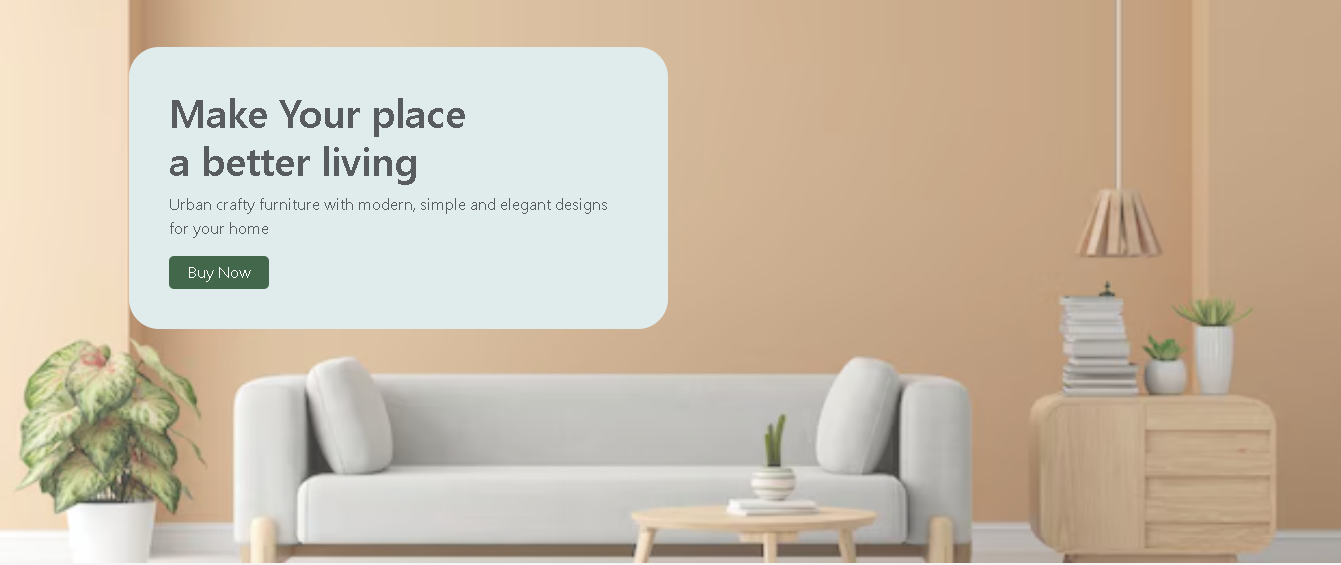 Make Your place
a better living
Urban crafty furniture with modern, simple and elegant designs
for your home
Buy Now